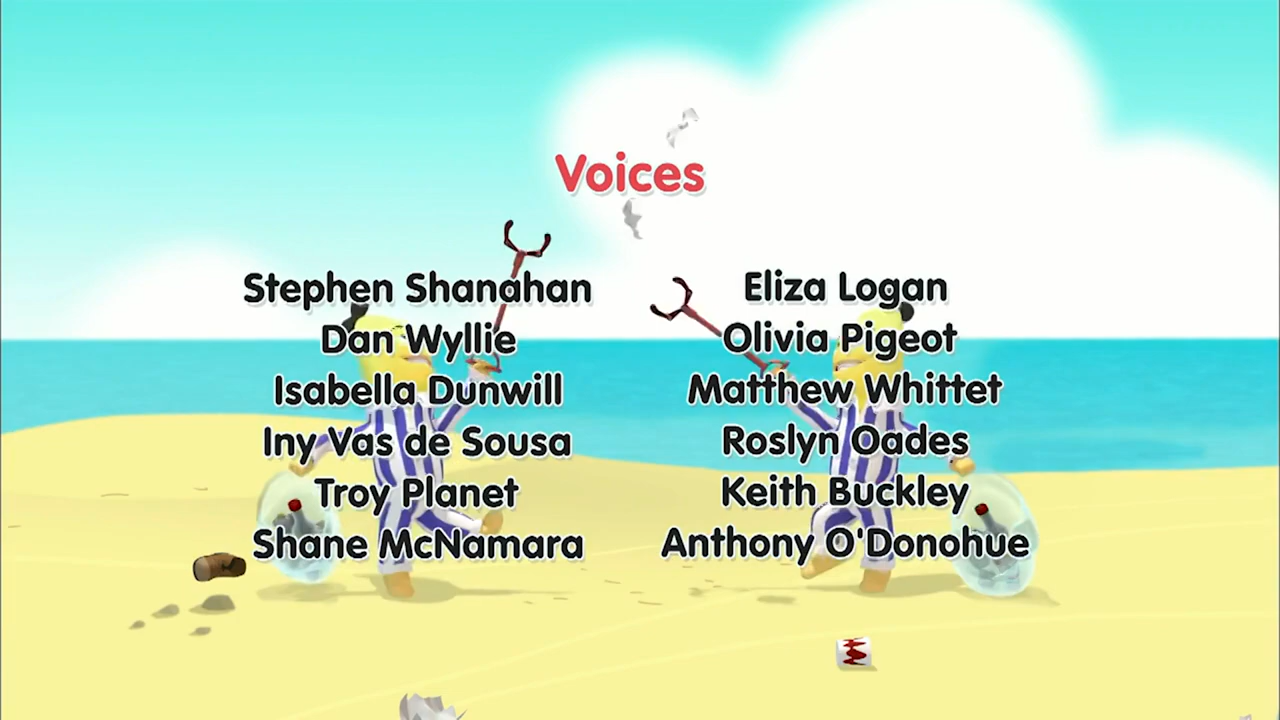 Voices
Stephen Shanahan
Dan Wyllie
Isabella Dunwill
Iny Vas de Sousa
Troy Planet
Shane McNamara
Eliza Logan
Olivia Pigeot
Matthew Whittet
Roslyn Oades
Keith Buckley
Anthony O'Donohue